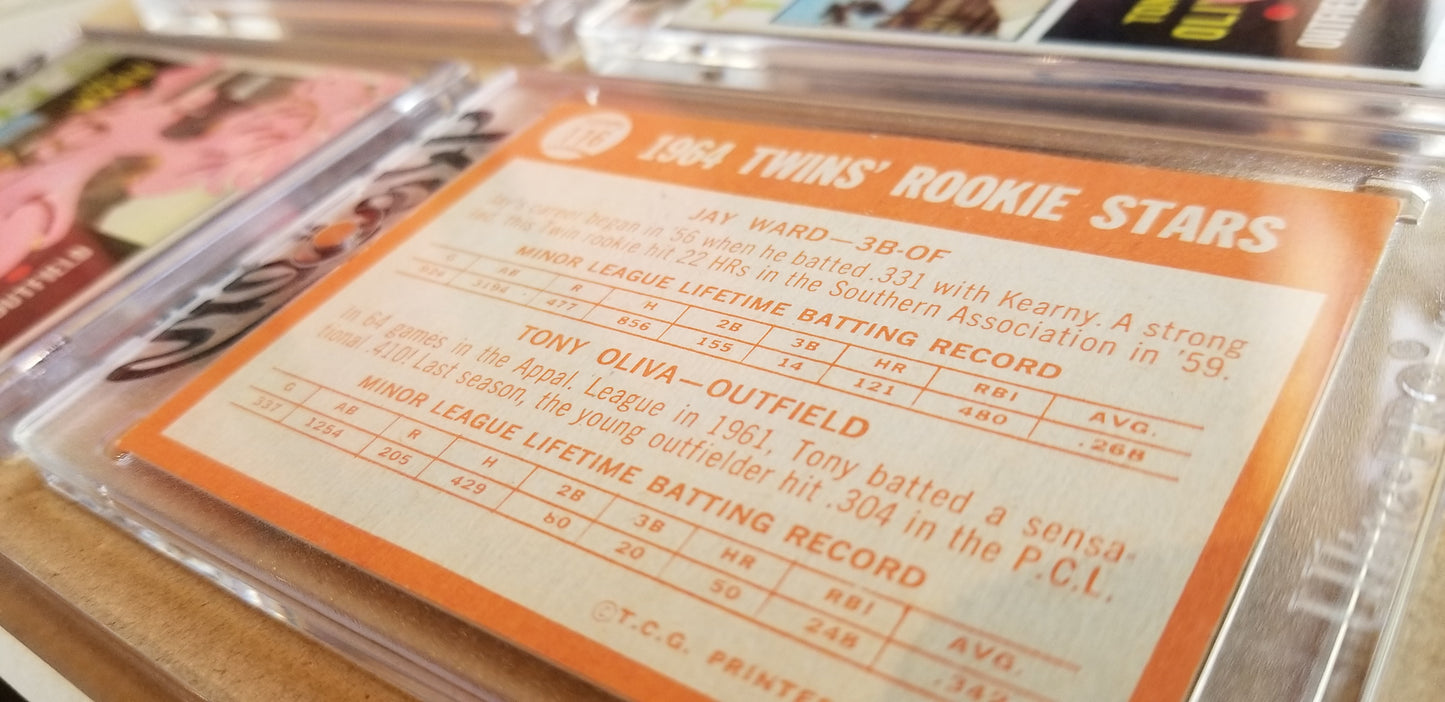 116
1964 TWINS' ROOKIE STARS
JAY WARD—3B-OF
Jay's career began in '56 when he batted .331 with Kearny. A strong
lad, this Twin rookie hit 22 HRs in the Southern Association in '59.
MINOR LEAGUE LIFETIME BATTING RECORD
G AB R H 2B 3B HR RBI AVG.
3194 477 856 155 14 121 480 .268
TONY OLIVA—OUTFIELD
In 64 games in the Appal. League in 1961, Tony batted a sensa-
tional .410! Last season, the young outfielder hit .304 in the P.C.L.
MINOR LEAGUE LIFETIME BATTING RECORD
G AB R H 2B 3B HR RBI AVG.
337 1254 205 429 60 20 50 248 .342
©T.C.G. PRINTED
OUTFIELD